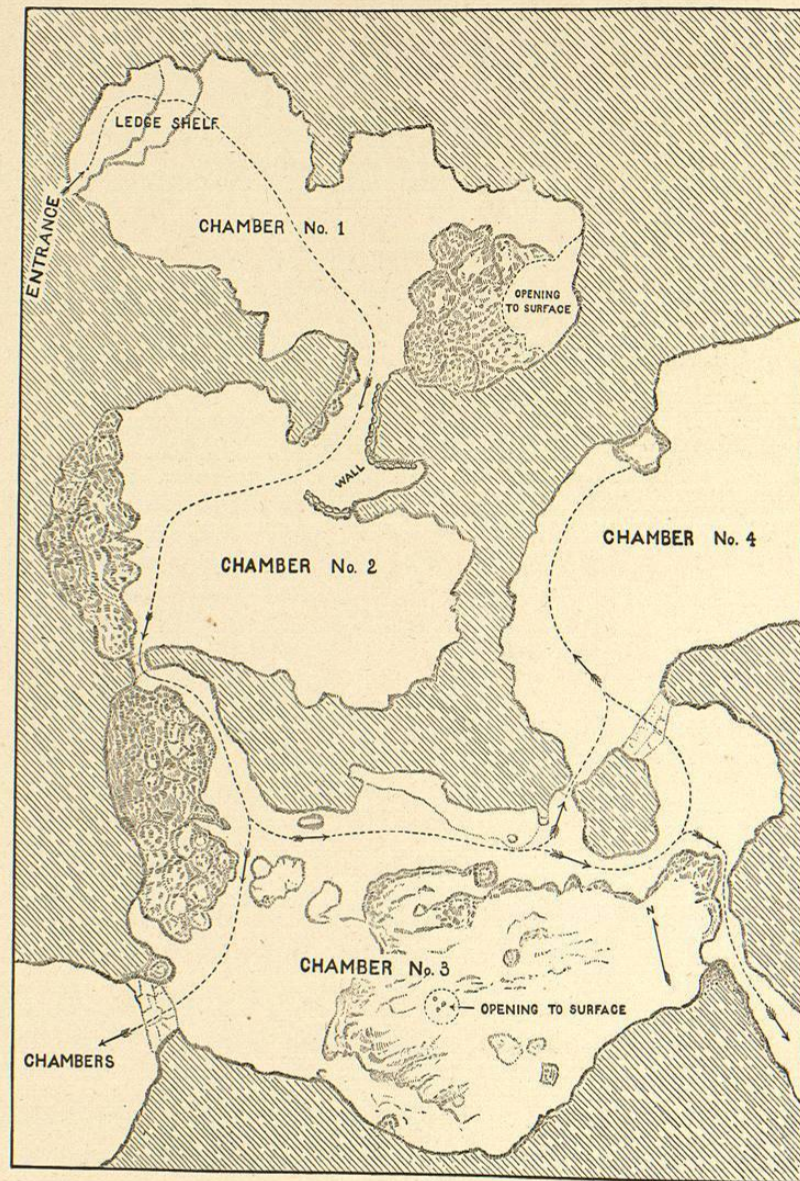 LEDGE SHELF
ENTRANCE
CHAMBER No. 1
OPENING
TO SURFACE
WALL
CHAMBER No. 4
CHAMBER No. 2
N
CHAMBER No. 3
OPENING TO SURFACE
CHAMBERS